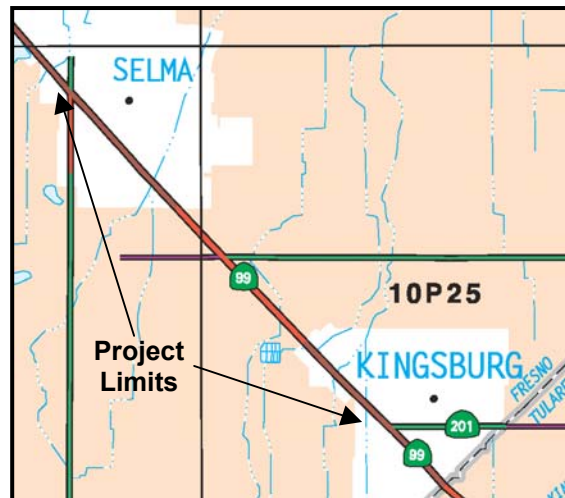 SELMA
99
10P25
Project
Limits
KINGSBURG
FRESNO
TULARE
201
99